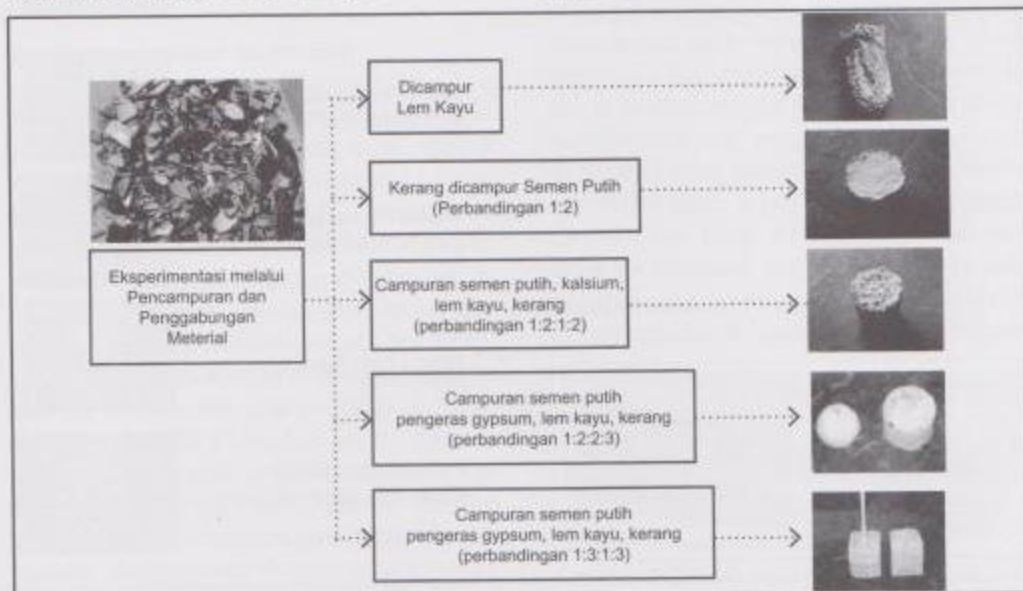 Dicampur
Lem Kayu
Kerang dicampur Semen Putih
(Perbandingan 1:2)
Eksperimentasi melalui
Pencampuran dan
Penggabungan
Meterial
Campuran semen putih, kalsium,
lem kayu, kerang
(perbandingan 1:2:1:2)
Campuran semen putih
pengeras gypsum, lem kayu, kerang
(perbandingan 1:2:2:3)
Campuran semen putih
pengeras gypsum, lem kayu, kerang
(perbandingan 1:3:1:3)